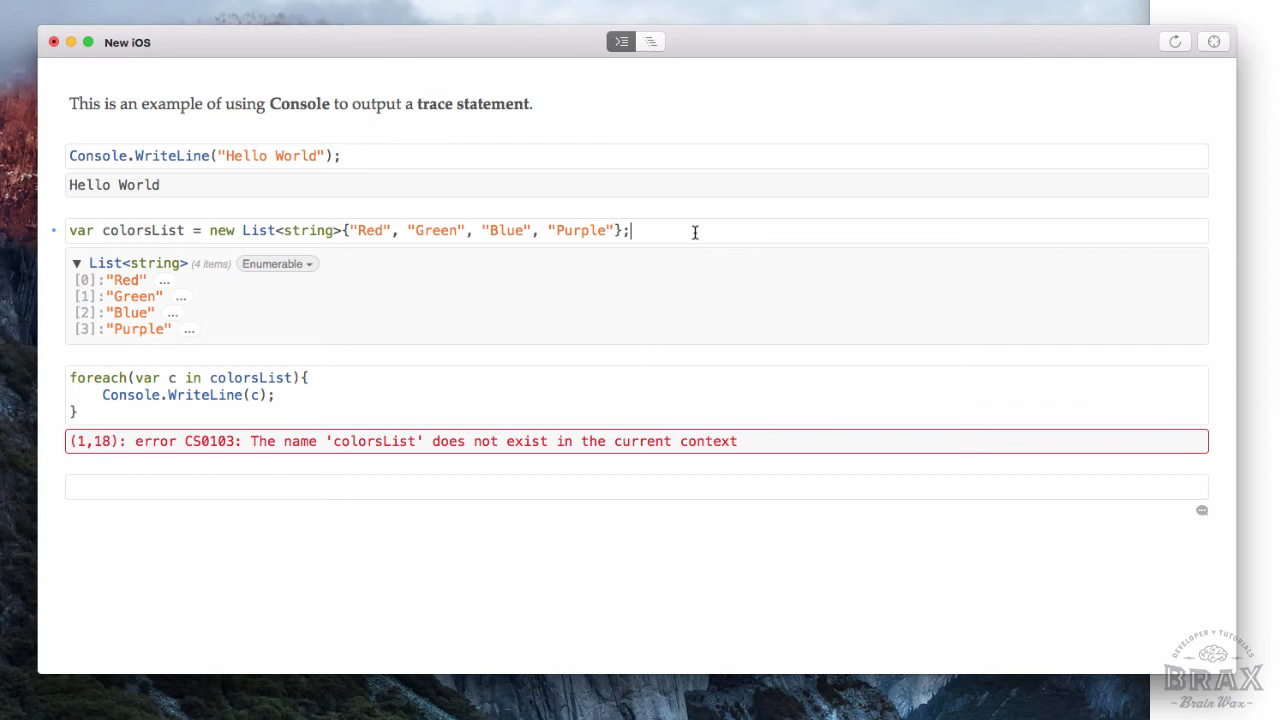 New iOS
This is an example of using Console to output a trace statement.
Console.WriteLine("Hello World");
Hello World
var colorsList = new List<string>{"Red", "Green", "Blue", "Purple"};
▼ List<string> (4 items) Enumerable
[0]:"Red" ...
[1]:"Green" ...
[2]:"Blue" ...
[3]:"Purple" ...
foreach(var c in colorsList){
    Console.WriteLine(c);
}
(1,18): error CS0103: The name 'colorsList' does not exist in the current context
DEVELOPER ♥ TUTORIALS
BRAX
~Brain Wax~